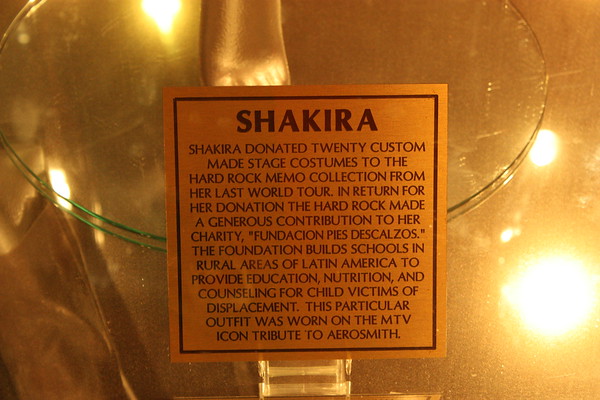 SHAKIRA
SHAKIRA DONATED TWENTY CUSTOM
MADE STAGE COSTUMES TO THE
HARD ROCK MEMO COLLECTION FROM
HER LAST WORLD TOUR. IN RETURN FOR
HER DONATION THE HARD ROCK MADE
A GENEROUS CONTRIBUTION TO HER
CHARITY, "FUNDACION PIES DESCALZOS."
THE FOUNDATION BUILDS SCHOOLS IN
RURAL AREAS OF LATIN AMERICA TO
PROVIDE EDUCATION, NUTRITION, AND
COUNSELING FOR CHILD VICTIMS OF
DISPLACEMENT. THIS PARTICULAR
OUTFIT WAS WORN ON THE MTV
ICON TRIBUTE TO AEROSMITH.